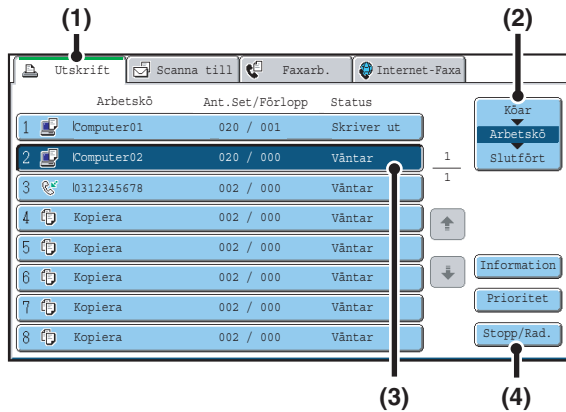 (1) (2)
Utskrift Scanna till Faxarb. Internet-Faxa
Arbetskö Ant.Set/Förlopp Status
1 Computer01 020 / 001 Skriver ut
2 Computer02 020 / 000 Väntar
3 0312345678 002 / 000 Väntar
4 Kopiera 002 / 000 Väntar
5 Kopiera 002 / 000 Väntar
6 Kopiera 002 / 000 Väntar
7 Kopiera 002 / 000 Väntar
8 Kopiera 002 / 000 Väntar
1
1
Köar
Arbetskö
Slutfört
Information
Prioritet
Stopp/Rad.
(3) (4)